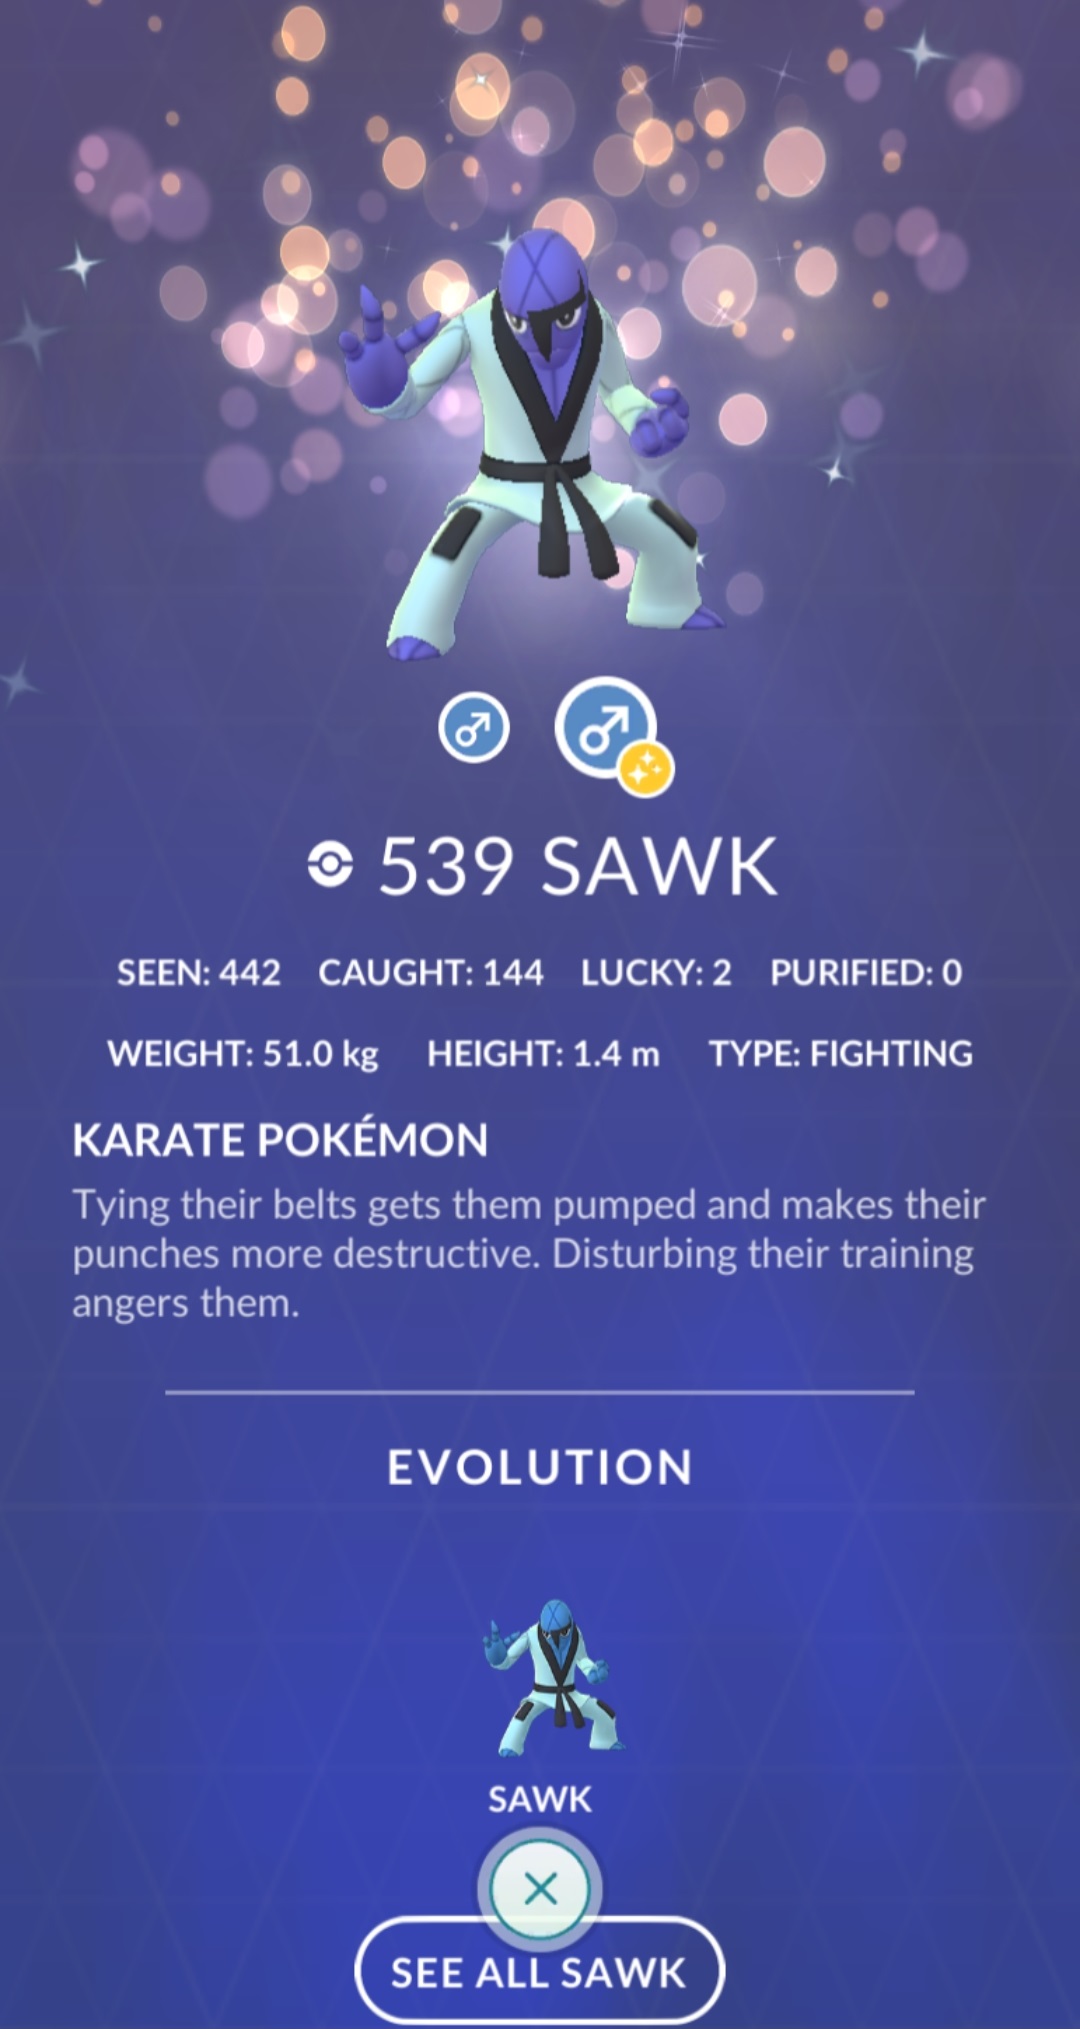 539 SAWK
SEEN: 442 CAUGHT: 144 LUCKY: 2 PURIFIED: 0
WEIGHT: 51.0 kg HEIGHT: 1.4 m TYPE: FIGHTING
KARATE POKÉMON
Tying their belts gets them pumped and makes their
punches more destructive. Disturbing their training
angers them.
EVOLUTION
SAWK
SEE ALL SAWK